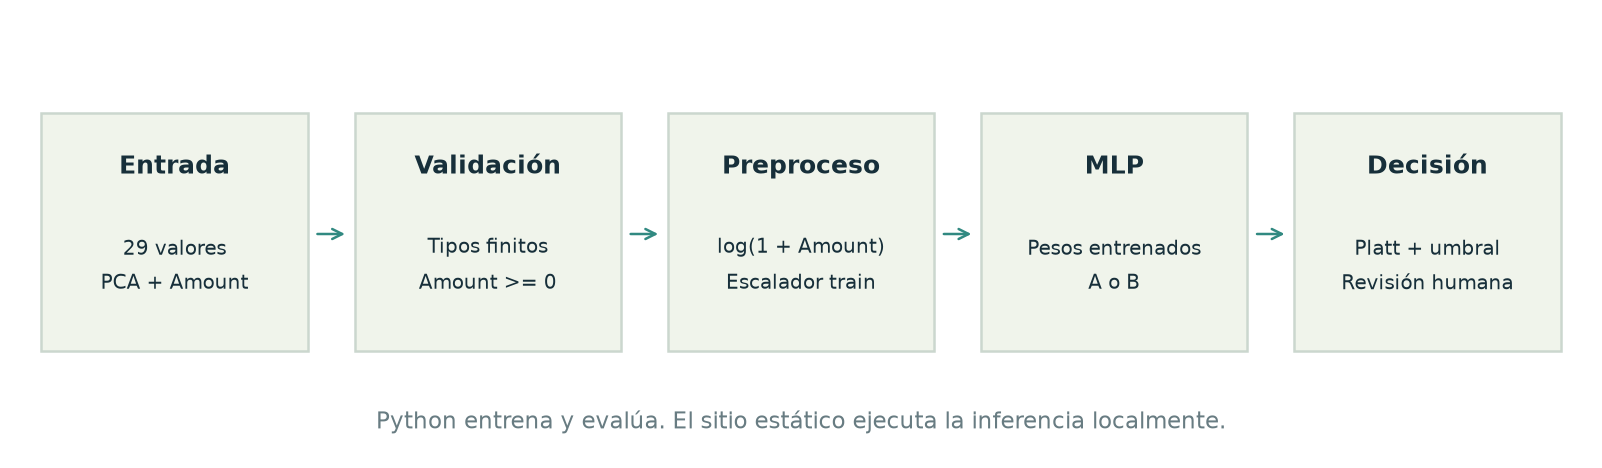 Entrada
29 valores
PCA + Amount
Validación
Tipos finitos
Amount >= 0
Preproceso
log(1 + Amount)
Escalador train
MLP
Pesos entrenados
A o B
Decisión
Platt + umbral
Revisión humana
Python entrena y evalúa. El sitio estático ejecuta la inferencia localmente.